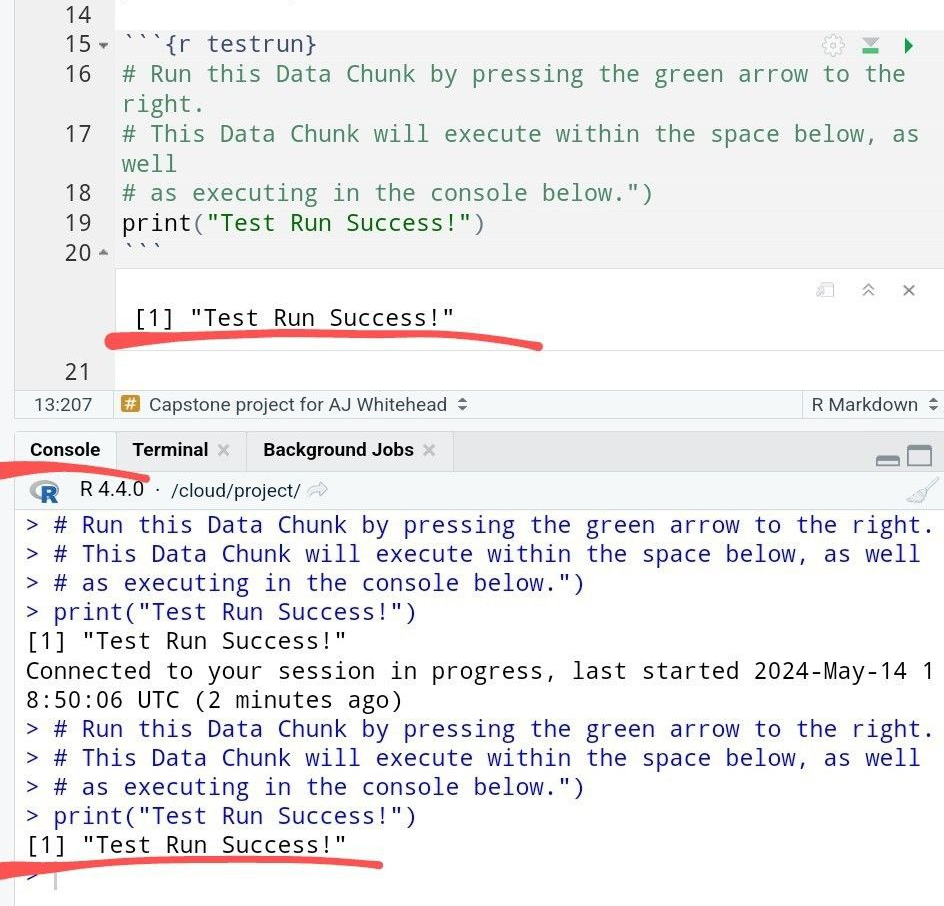 14
15 ```{r testrun}
16 # Run this Data Chunk by pressing the green arrow to the
right.
17 # This Data Chunk will execute within the space below, as
well
18 # as executing in the console below.")
19 print("Test Run Success!")
20 ```
[1] "Test Run Success!"
21
13:207 # Capstone project for AJ Whitehead R Markdown
Console Terminal Background Jobs
R R 4.4.0 · /cloud/project/
> # Run this Data Chunk by pressing the green arrow to the right.
> # This Data Chunk will execute within the space below, as well
> # as executing in the console below.")
> print("Test Run Success!")
[1] "Test Run Success!"
Connected to your session in progress, last started 2024-May-14 1
8:50:06 UTC (2 minutes ago)
> # Run this Data Chunk by pressing the green arrow to the right.
> # This Data Chunk will execute within the space below, as well
> # as executing in the console below.")
> print("Test Run Success!")
[1] "Test Run Success!"
>